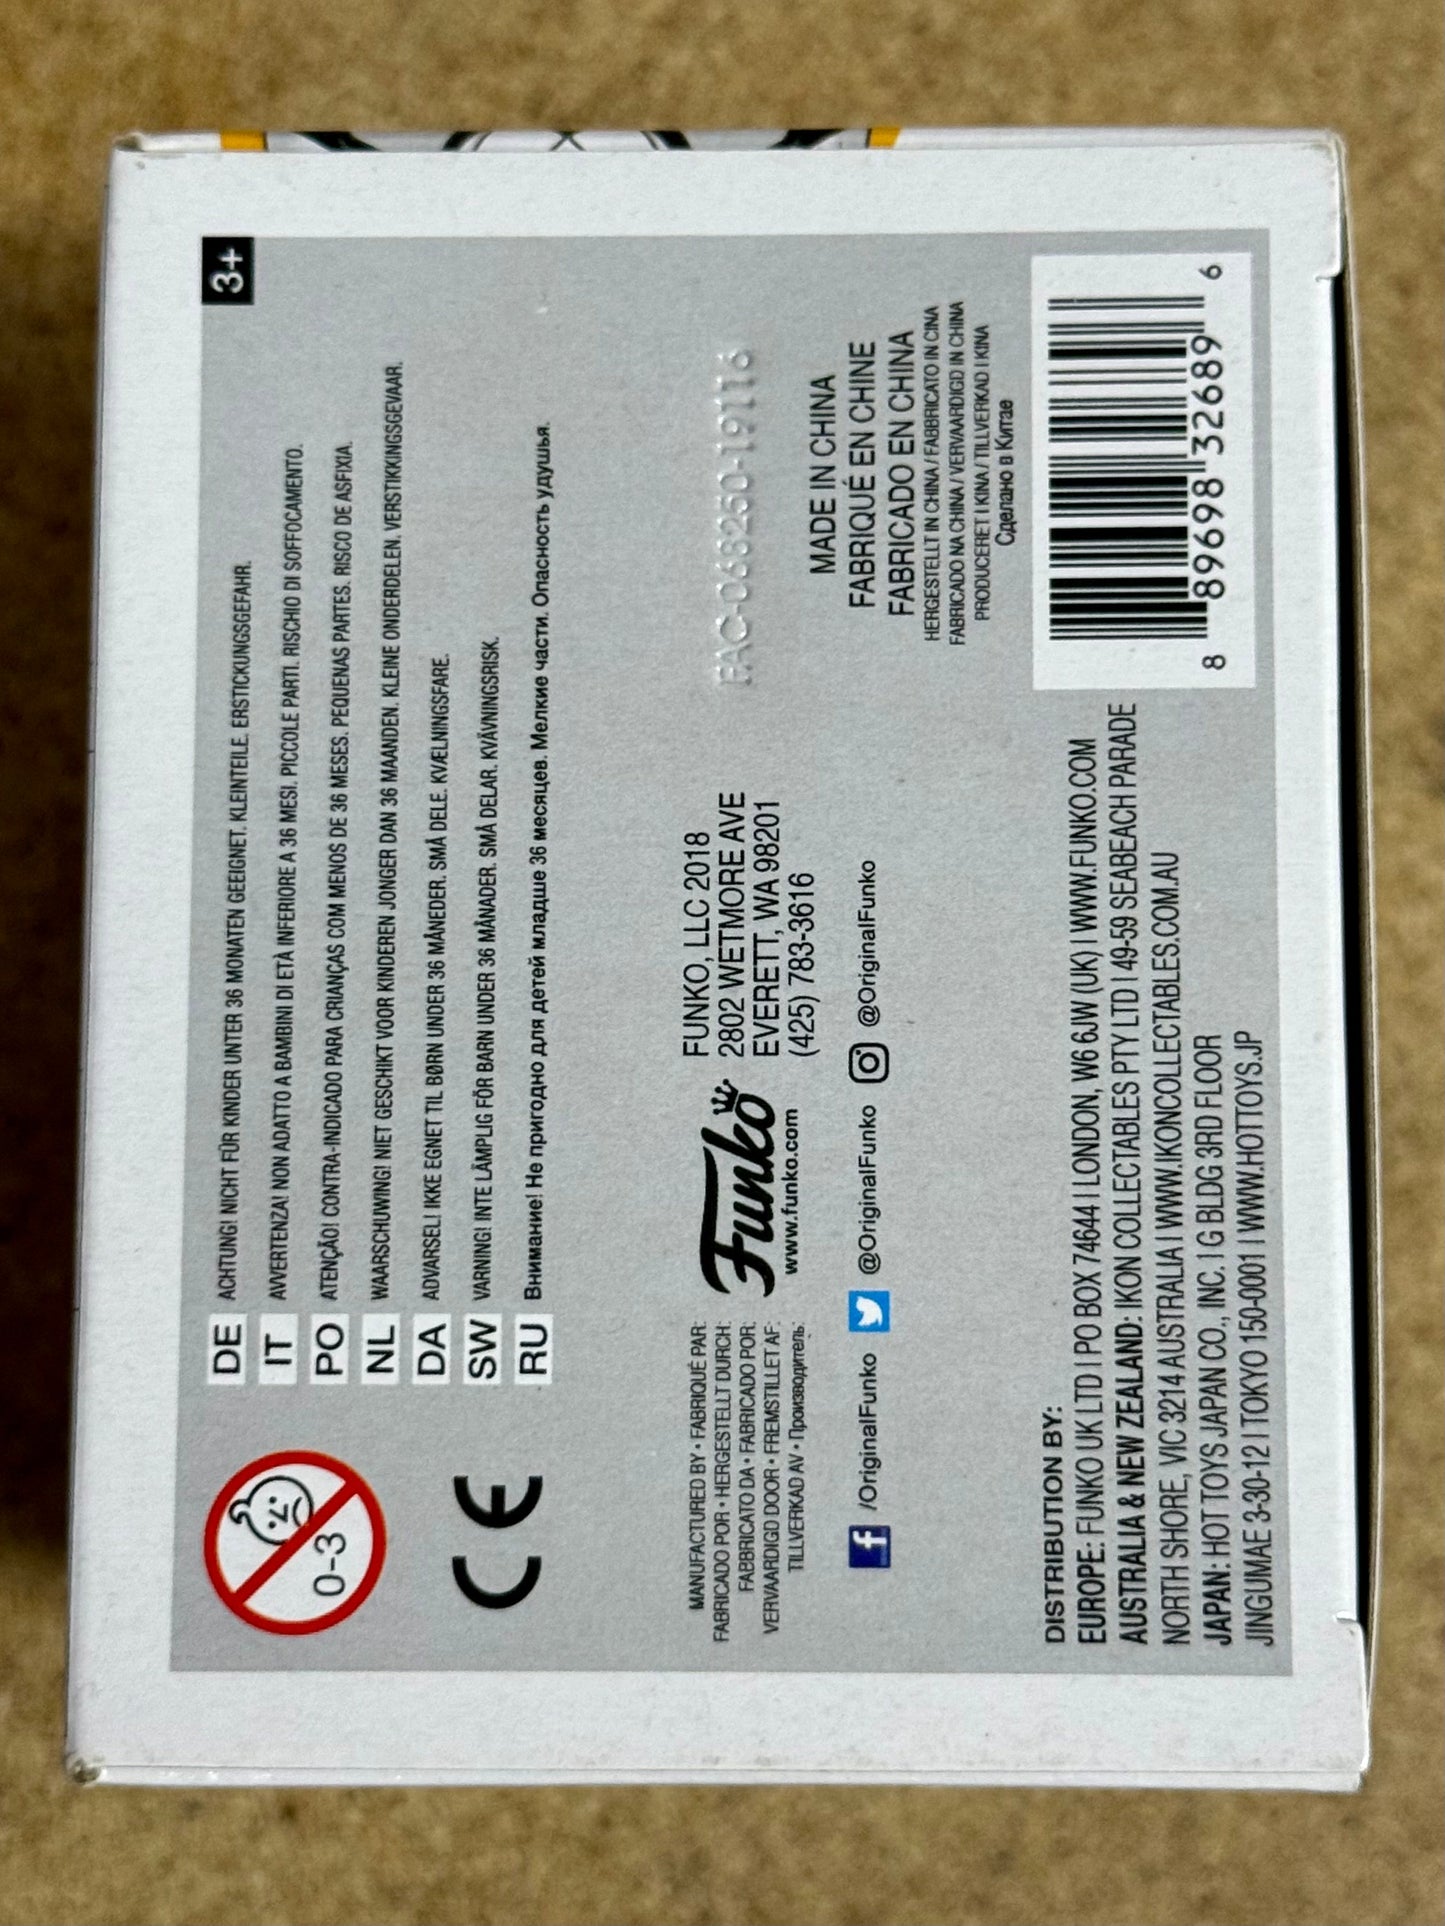 3+
DE ACHTUNG! NICHT FÜR KINDER UNTER 36 MONATEN GEEIGNET. KLEINTEILE. ERSTICKUNGSGEFAHR.
IT AVVERTENZA! NON ADATTO A BAMBINI DI ETÀ INFERIORE A 36 MESI. PICCOLE PARTI. RISCHIO DI SOFFOCAMENTO.
PO ATENÇÃO! CONTRA-INDICADO PARA CRIANÇAS COM MENOS DE 36 MESES. PEQUENAS PARTES. RISCO DE ASFIXIA.
NL WAARSCHUWING! NIET GESCHIKT VOOR KINDEREN JONGER DAN 36 MAANDEN. KLEINE ONDERDELEN. VERSTIKKINGSGEVAAR.
DA ADVARSEL! IKKE EGNET TIL BØRN UNDER 36 MÅNEDER. SMÅ DELE. KVÆLNINGSFARE.
SW VARNING! INTE LÄMPLIG FÖR BARN UNDER 36 MÅNADER. SMÅ DELAR. KVÄVNINGSRISK.
RU Внимание! Не пригодно для детей младше 36 месяцев. Мелкие части. Опасность удушья.
0-3
CE
MANUFACTURED BY • FABRIQUÉ PAR:
FABRICADO POR • HERGESTELLT DURCH:
FABBRICATO DA • FABRICADO POR:
VERVAARDIGD DOOR • FREMSTILLET AF:
TILLVERKAD AV • Производитель:
Funko
www.funko.com
FUNKO, LLC 2018
2802 WETMORE AVE
EVERETT, WA 98201
(425) 783-3616
FAC-068250-19116
/OriginalFunko @OriginalFunko @OriginalFunko
MADE IN CHINA
FABRIQUÉ EN CHINE
FABRICADO EN CHINA
HERGESTELLT IN CHINA / FABBRICATO IN CINA
FABRICADO NA CHINA / VERVAARDIGD IN CHINA
PRODUCERET I KINA / TILLVERKAD I KINA
Сделано в Китае
DISTRIBUTION BY:
EUROPE: FUNKO UK LTD | PO BOX 74644 | LONDON, W6 6JW (UK) | WWW.FUNKO.COM
AUSTRALIA & NEW ZEALAND: IKON COLLECTABLES PTY LTD | 49-59 SEABEACH PARADE
NORTH SHORE, VIC 3214 AUSTRALIA | WWW.IKONCOLLECTABLES.COM.AU
JAPAN: HOT TOYS JAPAN CO., INC. | G BLDG 3RD FLOOR
JINGUMAE 3-30-12 | TOKYO 150-0001 | WWW.HOTTOYS.JP
8 89698 32689 6